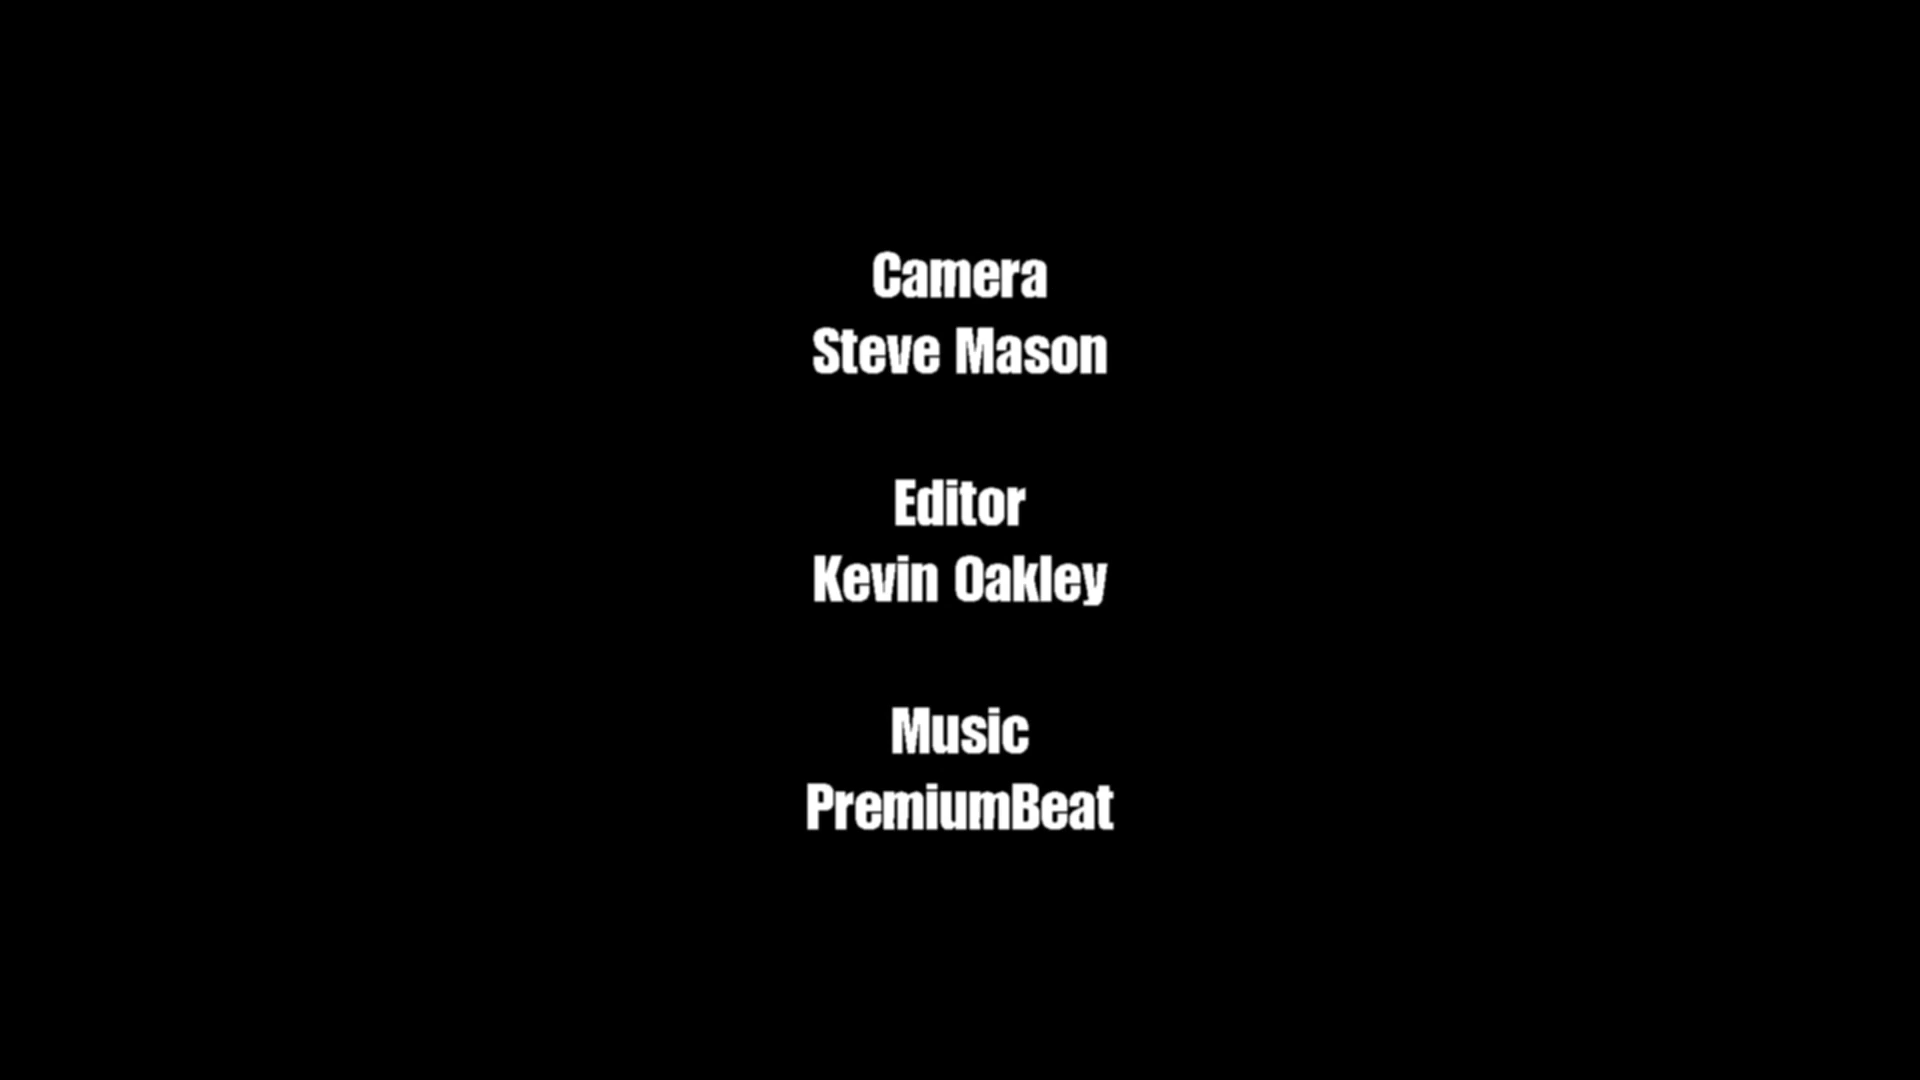 Camera
Steve Mason
Editor
Kevin Oakley
Music
PremiumBeat